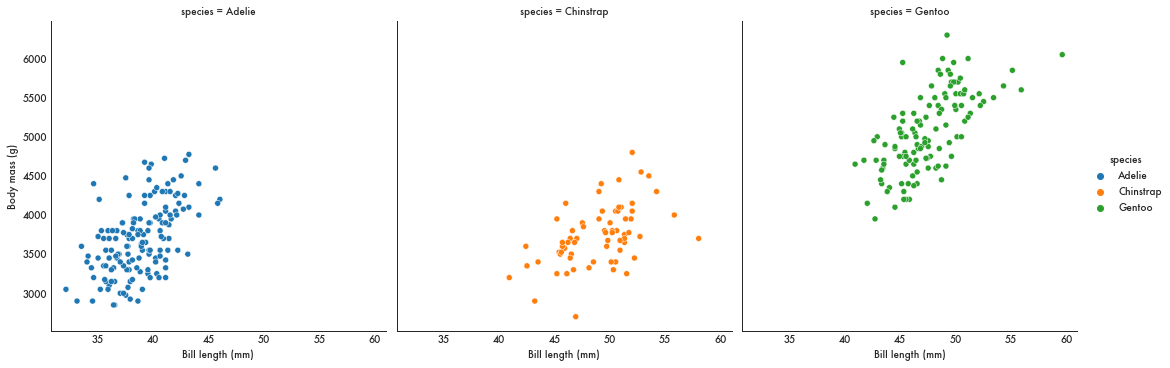 species = Adelie
species = Chinstrap
species = Gentoo
6000
5500
5000
4500
4000
3500
3000
Body mass (g)
35 40 45 50 55 60
35 40 45 50 55 60
35 40 45 50 55 60
Bill length (mm)
Bill length (mm)
Bill length (mm)
species
Adelie
Chinstrap
Gentoo